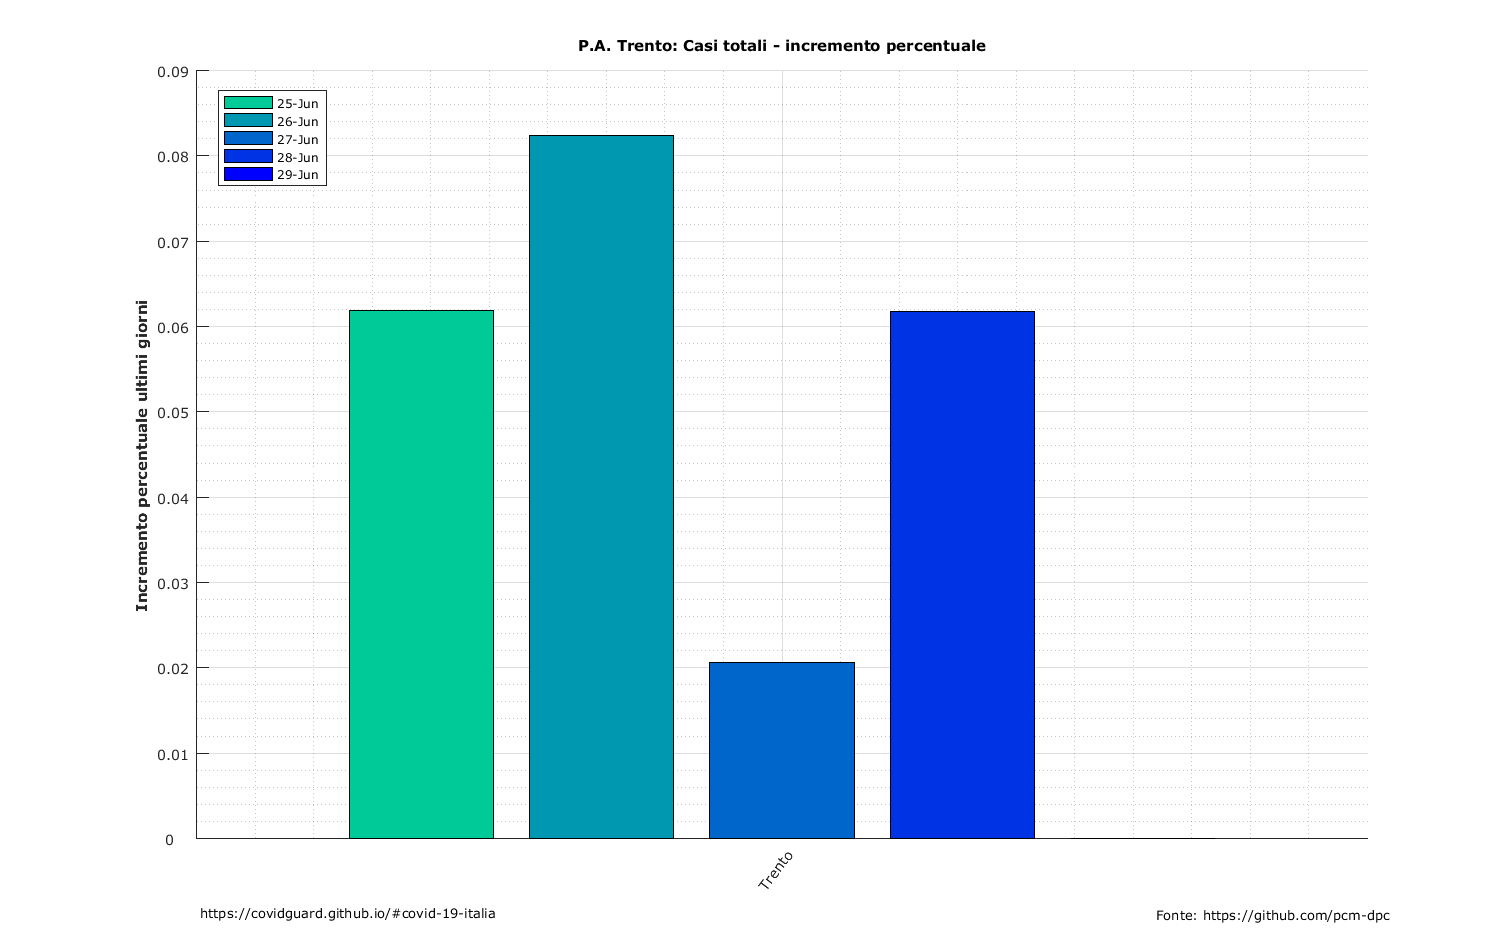 P.A. Trento: Casi totali - incremento percentuale
0.09
0.08
0.07
0.06
0.05
0.04
0.03
0.02
0.01
0
Incremento percentuale ultimi giorni
25-Jun
26-Jun
27-Jun
28-Jun
29-Jun
Trento
https://covidguard.github.io/#covid-19-italia
Fonte: https://github.com/pcm-dpc